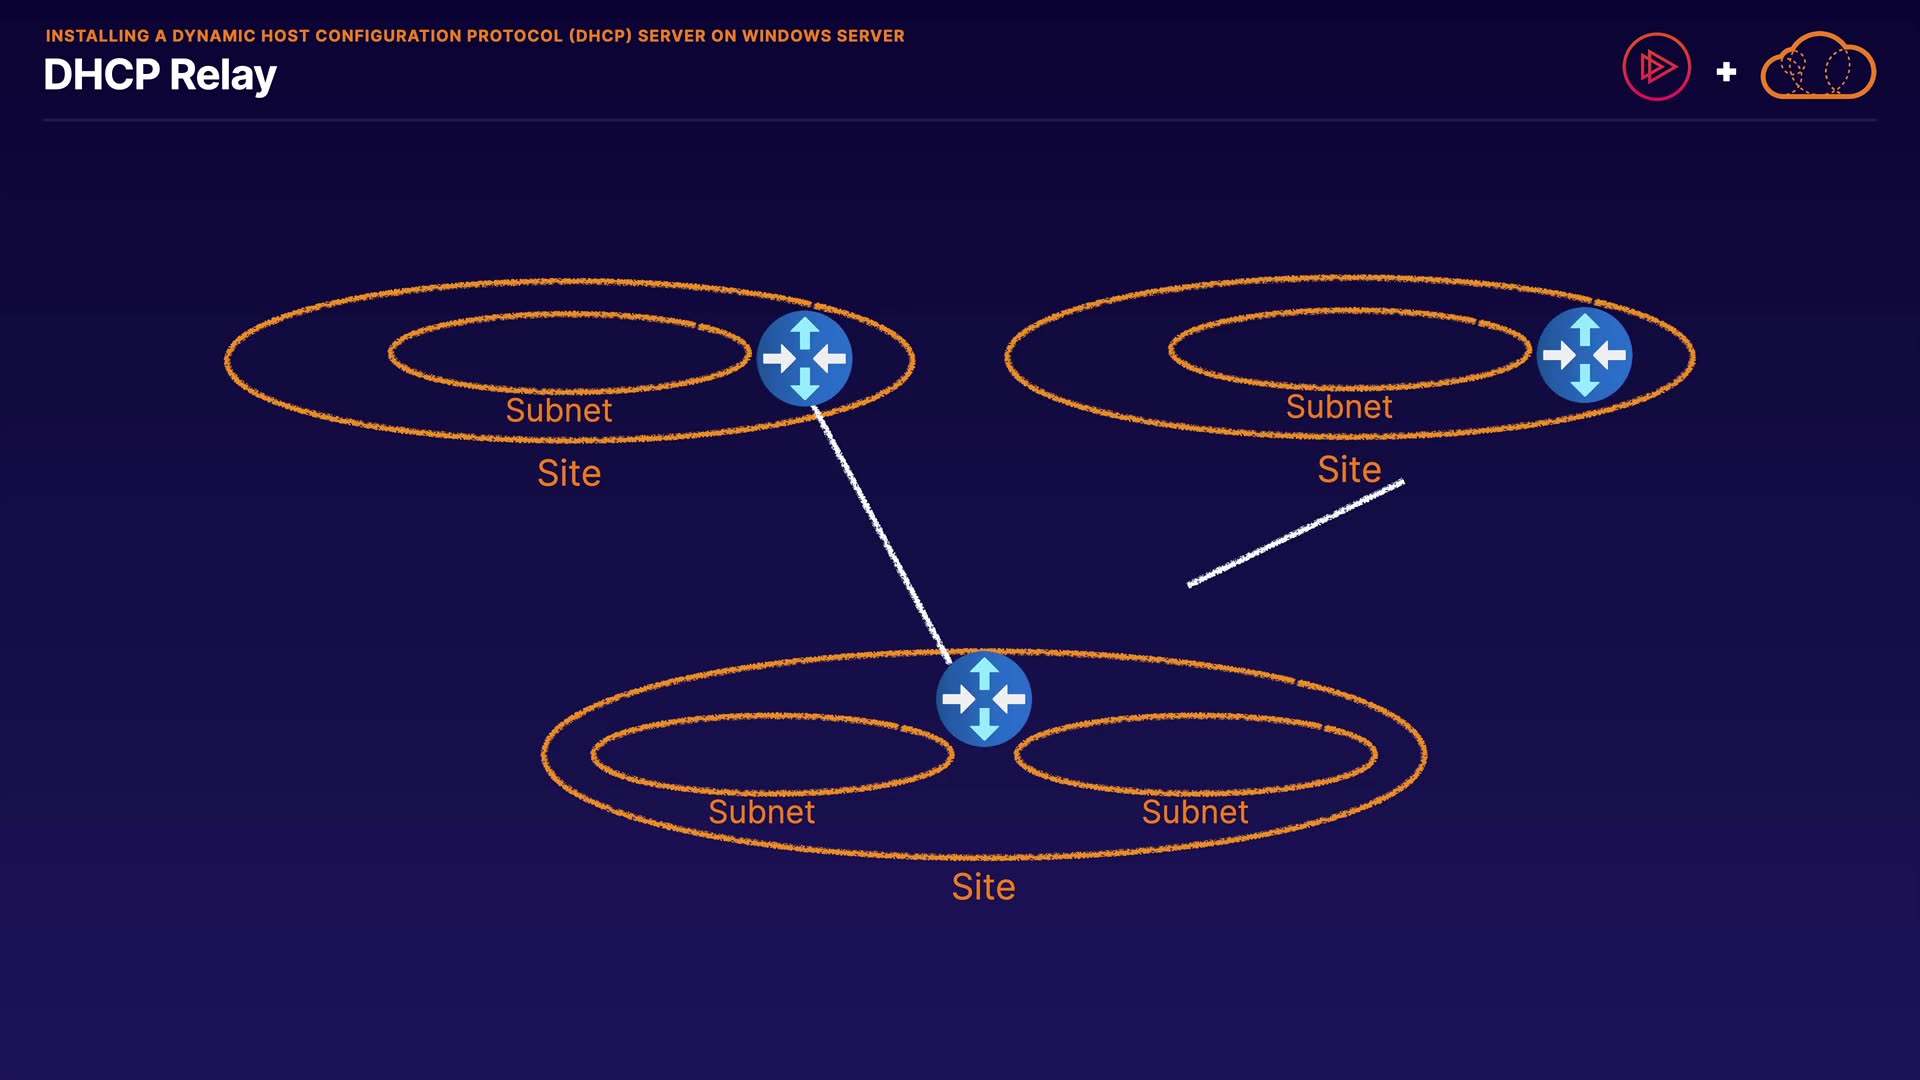 INSTALLING A DYNAMIC HOST CONFIGURATION PROTOCOL (DHCP) SERVER ON WINDOWS SERVER
DHCP Relay
Subnet
Site
Subnet
Site
Subnet
Subnet
Site